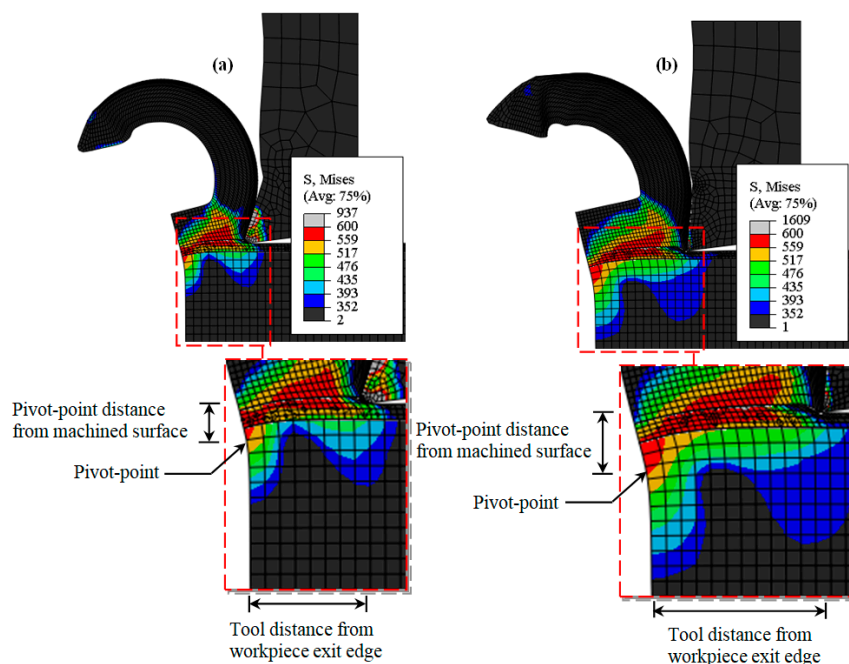 (a)
S, Mises
(Avg: 75%)
937
600
559
517
476
435
393
352
2
Pivot-point distance
from machined surface
Pivot-point
Tool distance from
workpiece exit edge
(b)
S, Mises
(Avg: 75%)
1609
600
559
517
476
435
393
352
1
Pivot-point distance
from machined surface
Pivot-point
Tool distance from
workpiece exit edge